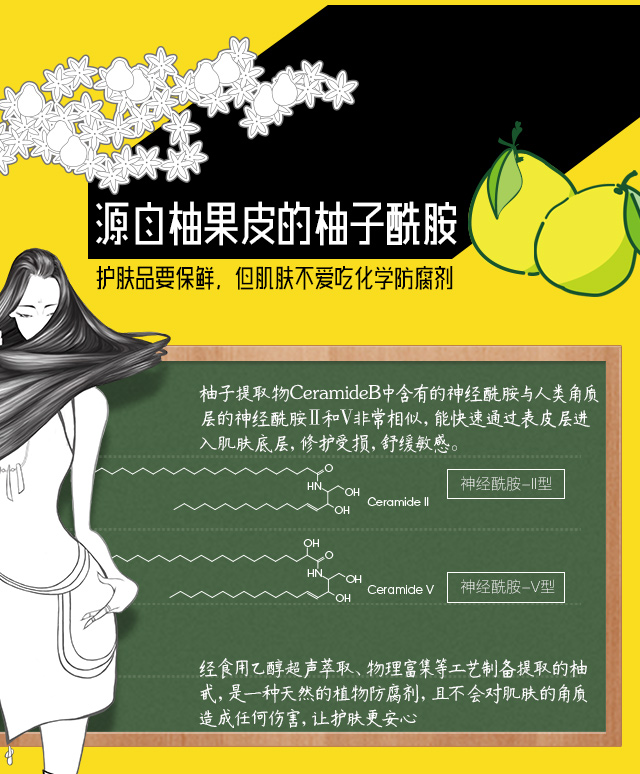 源自柚果皮的柚子酰胺
护肤品要保鲜，但肌肤不爱吃化学防腐剂
柚子提取物CeramideB中含有的神经酰胺与人类角质
层的神经酰胺Ⅱ和V非常相似，能快速通过表皮层进
入肌肤底层，修护受损，舒缓敏感。
O
HN
OH
OH
Ceramide II
神经酰胺-II型
OH
O
HN
OH
OH
Ceramide V
神经酰胺-V型
经食用乙醇超声萃取、物理富集等工艺制备提取的柚
甙，是一种天然的植物防腐剂，且不会对肌肤的角质
造成任何伤害，让护肤更安心